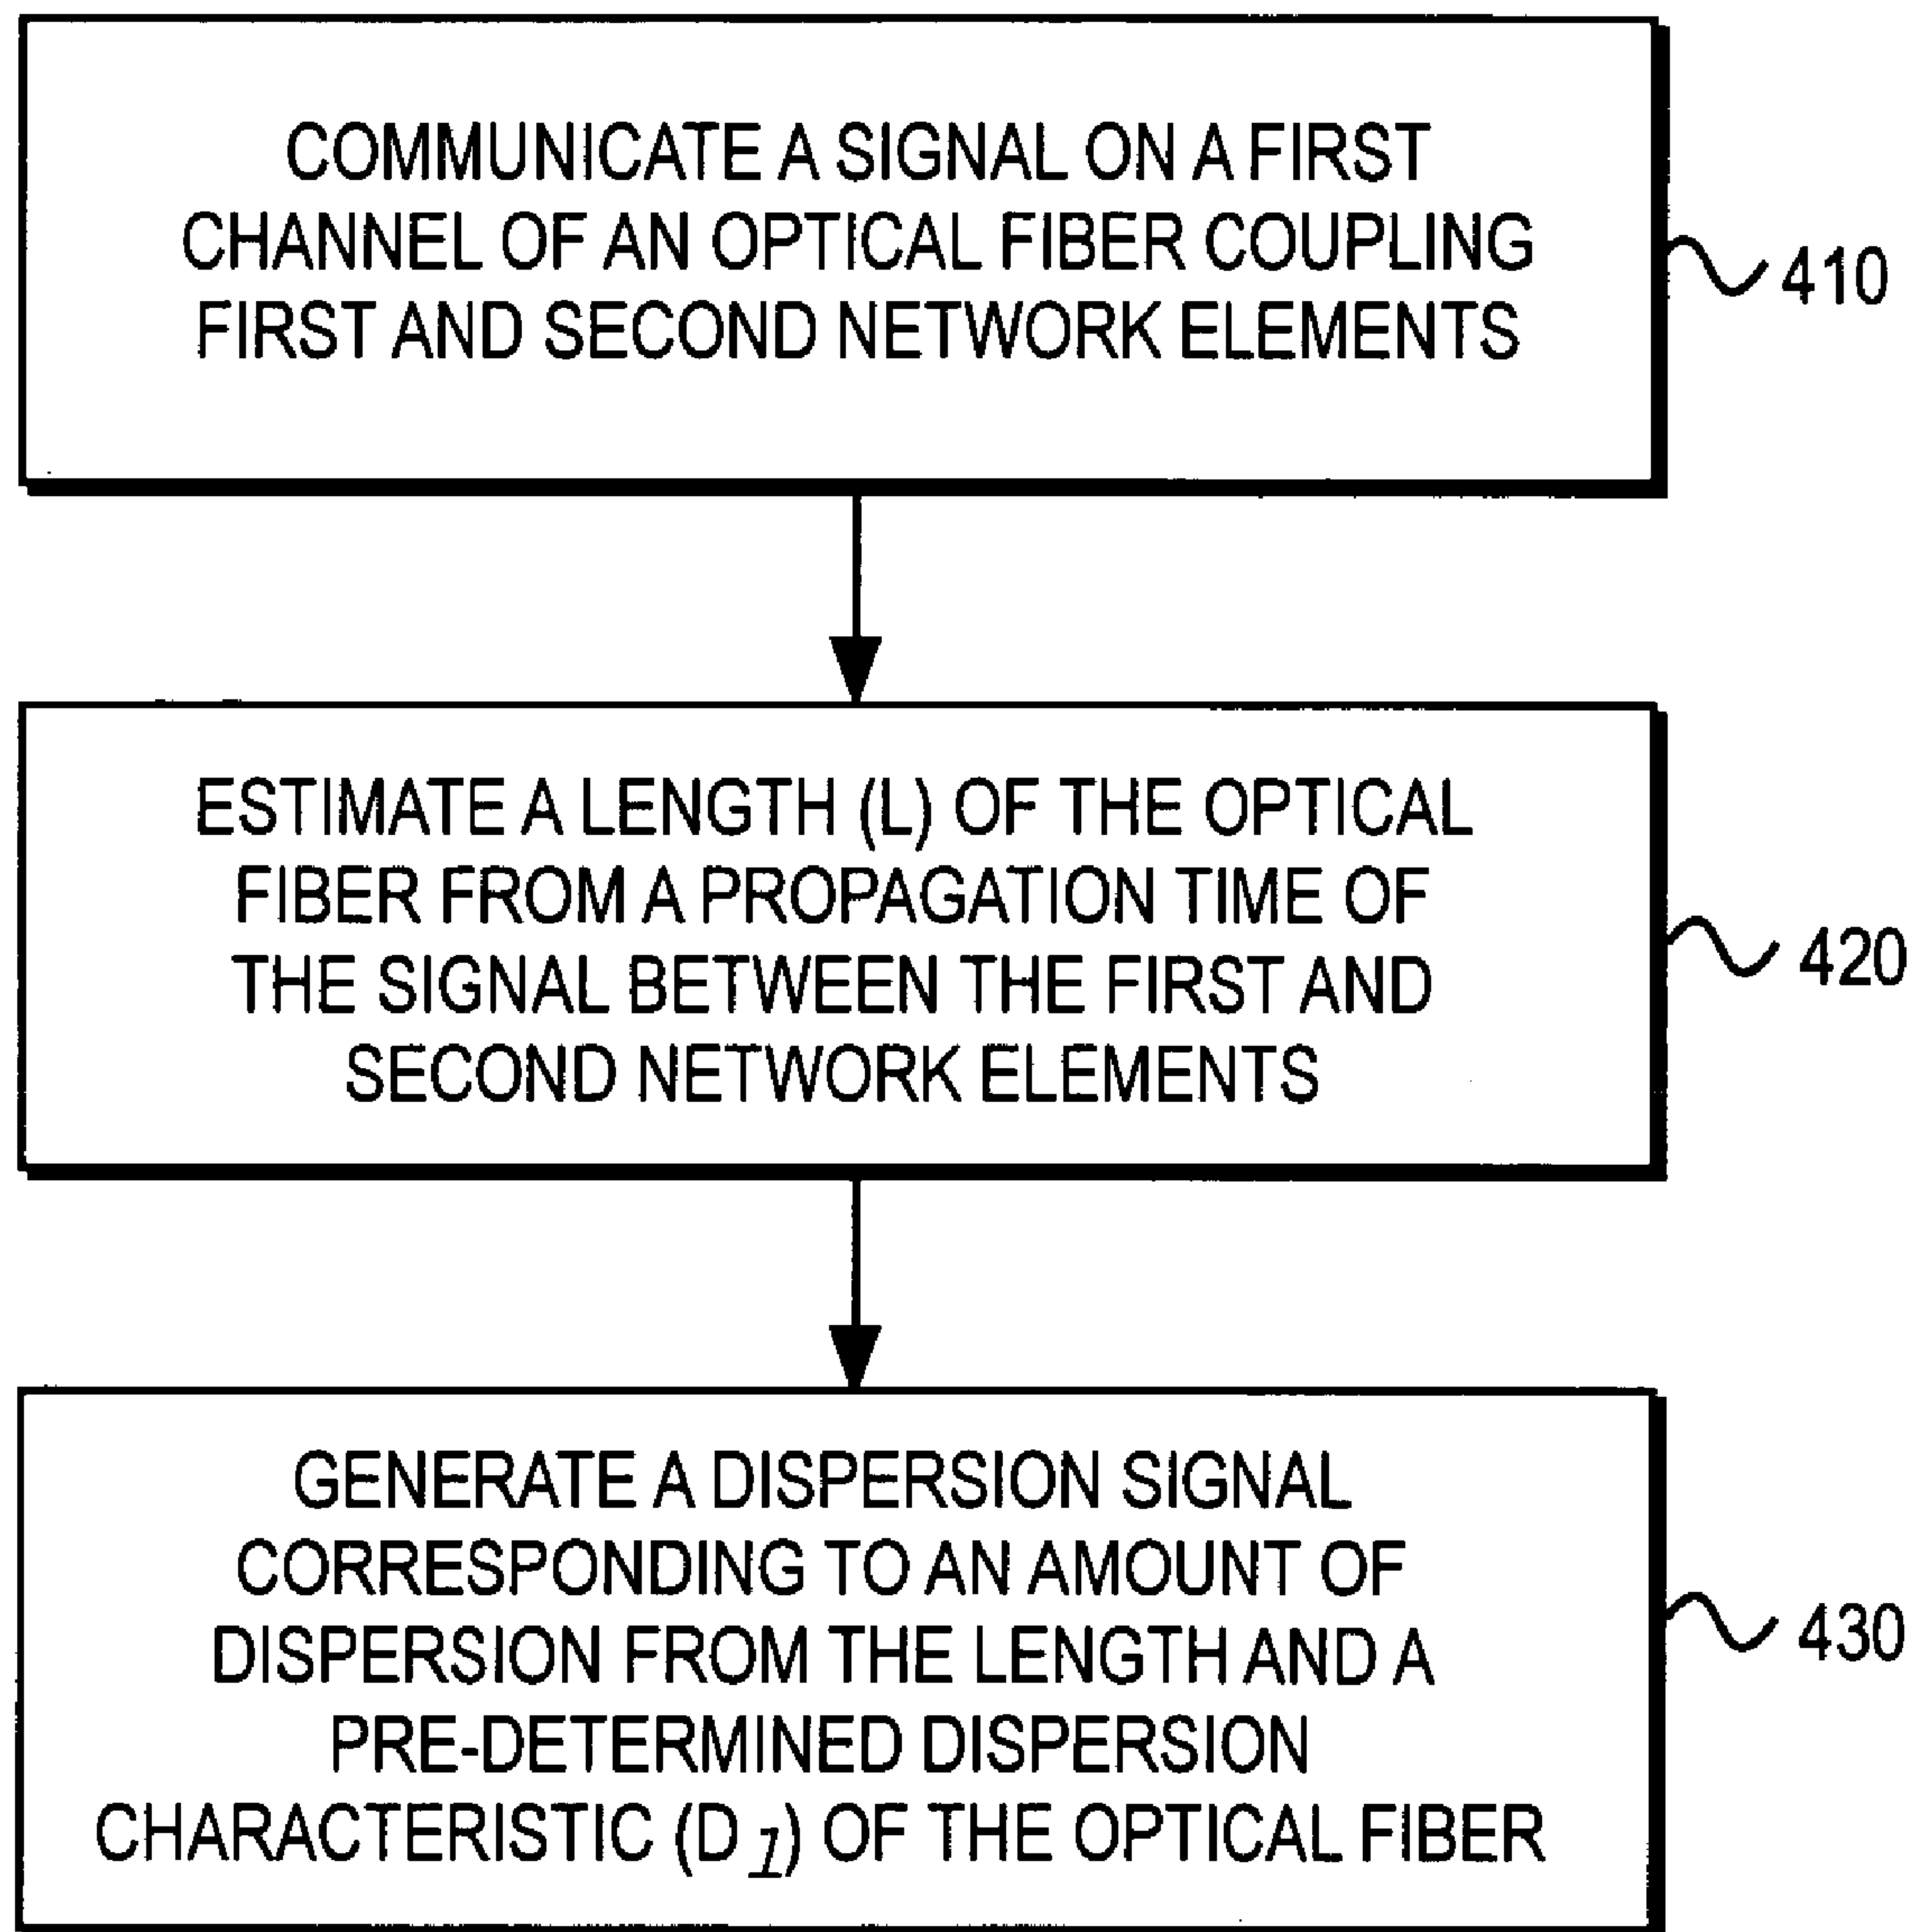 COMMUNICATE A SIGNAL ON A FIRST
CHANNEL OF AN OPTICAL FIBER COUPLING
FIRST AND SECOND NETWORK ELEMENTS
410
ESTIMATE A LENGTH (L) OF THE OPTICAL
FIBER FROM A PROPAGATION TIME OF
THE SIGNAL BETWEEN THE FIRST AND
SECOND NETWORK ELEMENTS
420
GENERATE A DISPERSION SIGNAL
CORRESPONDING TO AN AMOUNT OF
DISPERSION FROM THE LENGTH AND A
PRE-DETERMINED DISPERSION
CHARACTERISTIC (D1) OF THE OPTICAL FIBER
430